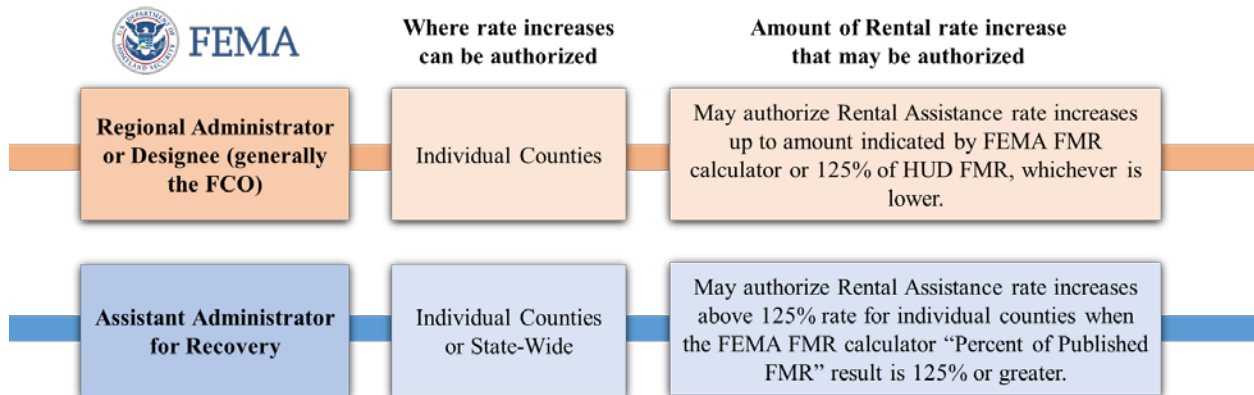 FEMA
Where rate increases
can be authorized
Amount of Rental rate increase
that may be authorized
Regional Administrator
or Designee (generally
the FCO)
Individual Counties
May authorize Rental Assistance rate increases
up to amount indicated by FEMA FMR
calculator or 125% of HUD FMR, whichever is
lower.
Assistant Administrator
for Recovery
Individual Counties
or State-Wide
May authorize Rental Assistance rate increases
above 125% rate for individual counties when
the FEMA FMR calculator “Percent of Published
FMR” result is 125% or greater.